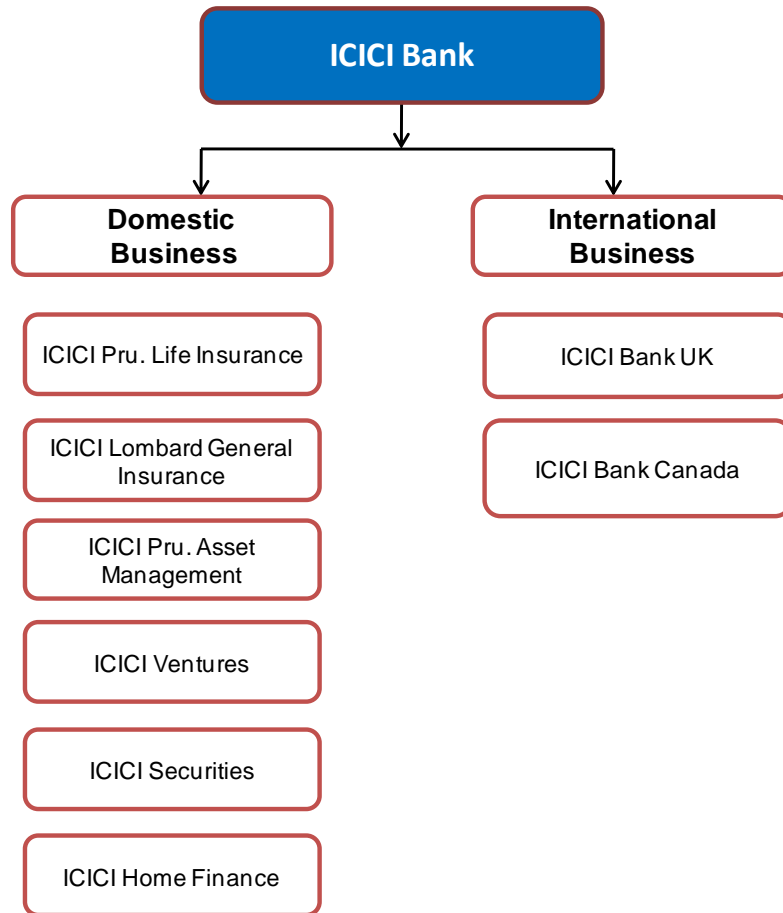 ICICI Bank
Domestic
Business
International
Business
ICICI Pru. Life Insurance
ICICI Lombard General
Insurance
ICICI Pru. Asset
Management
ICICI Ventures
ICICI Securities
ICICI Home Finance
ICICI Bank UK
ICICI Bank Canada